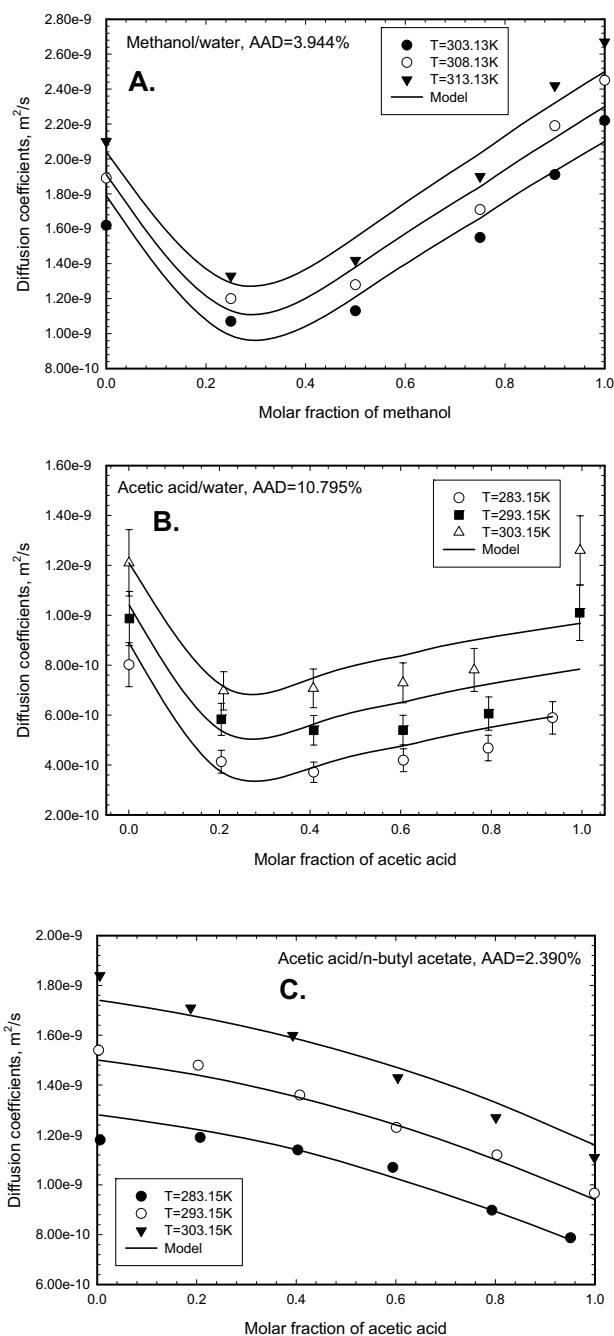 2.80e-9
Methanol/water, AAD=3.944%
A.
T=303.13K
T=308.13K
T=313.13K
Model
2.60e-9
2.40e-9
2.20e-9
2.00e-9
1.80e-9
1.60e-9
1.40e-9
1.20e-9
1.00e-9
8.00e-10
Diffusion coefficients, m²/s
0.0 0.2 0.4 0.6 0.8 1.0
Molar fraction of methanol
1.60e-9
Acetic acid/water, AAD=10.795%
B.
T=283.15K
T=293.15K
T=303.15K
Model
1.40e-9
1.20e-9
1.00e-9
8.00e-10
6.00e-10
4.00e-10
2.00e-10
Diffusion coefficients, m²/s
0.0 0.2 0.4 0.6 0.8 1.0
Molar fraction of acetic acid
2.00e-9
Acetic acid/n-butyl acetate, AAD=2.390%
C.
1.80e-9
1.60e-9
1.40e-9
1.20e-9
1.00e-9
8.00e-10
6.00e-10
Diffusion coefficients, m²/s
T=283.15K
T=293.15K
T=303.15K
Model
0.0 0.2 0.4 0.6 0.8 1.0
Molar fraction of acetic acid